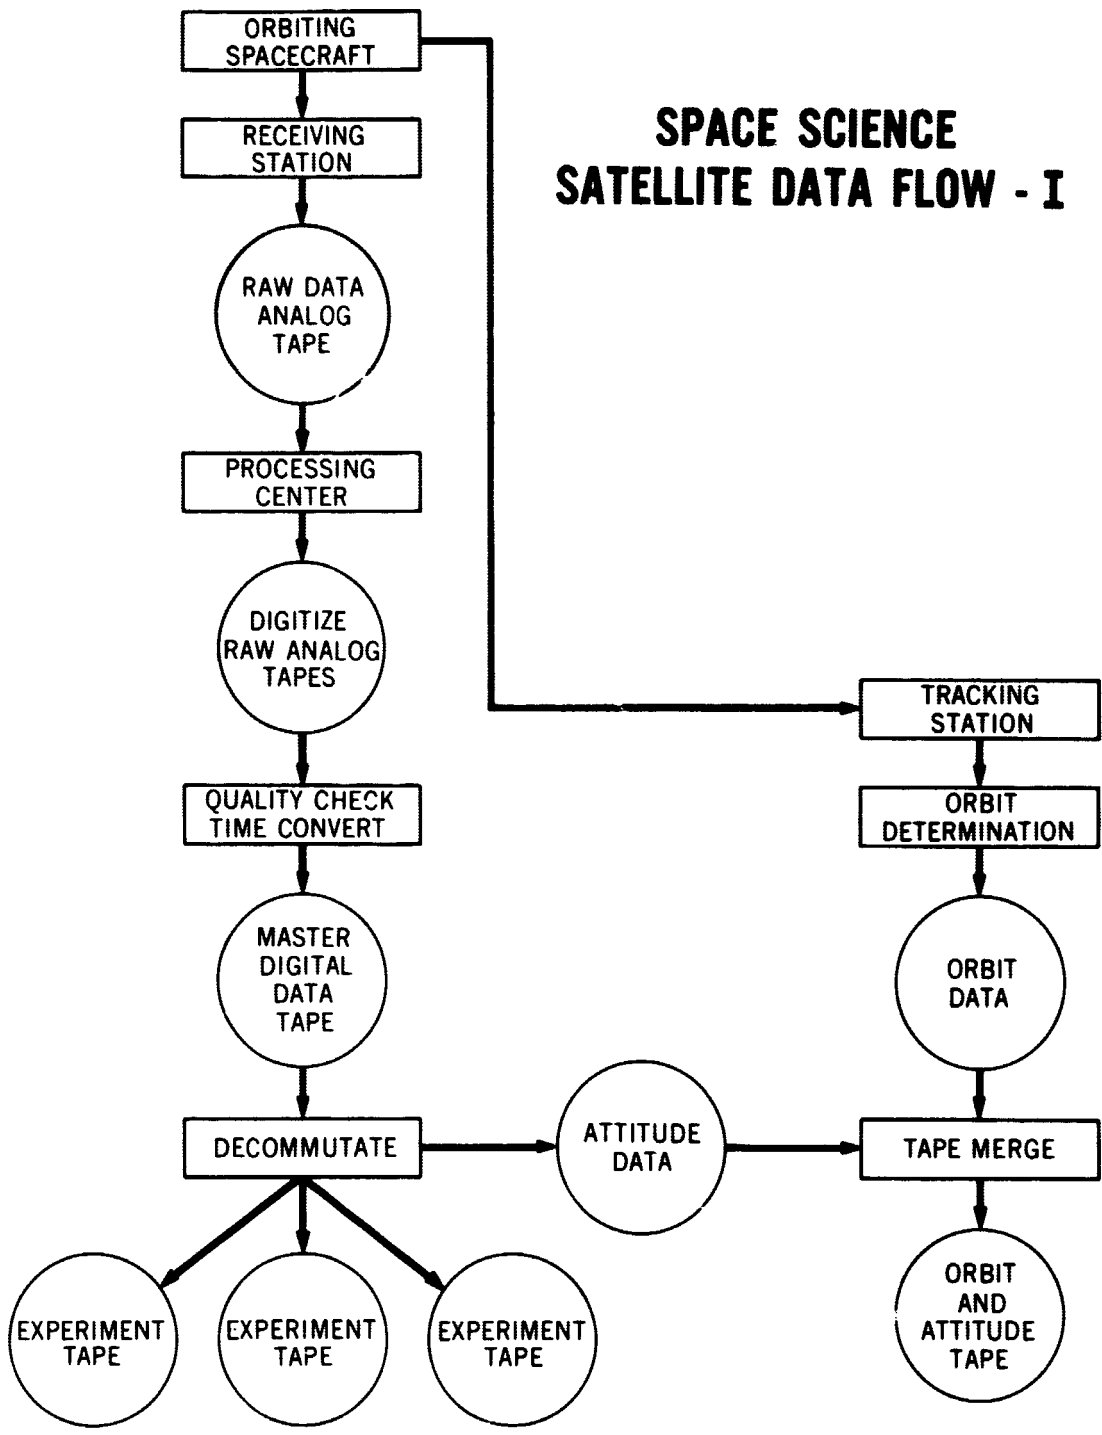 ORBITING
SPACECRAFT
RECEIVING
STATION
SPACE SCIENCE
SATELLITE DATA FLOW - I
RAW DATA
ANALOG
TAPE
PROCESSING
CENTER
DIGITIZE
RAW ANALOG
TAPES
TRACKING
STATION
QUALITY CHECK
TIME CONVERT
ORBIT
DETERMINATION
MASTER
DIGITAL
DATA
TAPE
ORBIT
DATA
DECOMMUTATE
ATTITUDE
DATA
TAPE MERGE
EXPERIMENT
TAPE
EXPERIMENT
TAPE
EXPERIMENT
TAPE
ORBIT
AND
ATTITUDE
TAPE